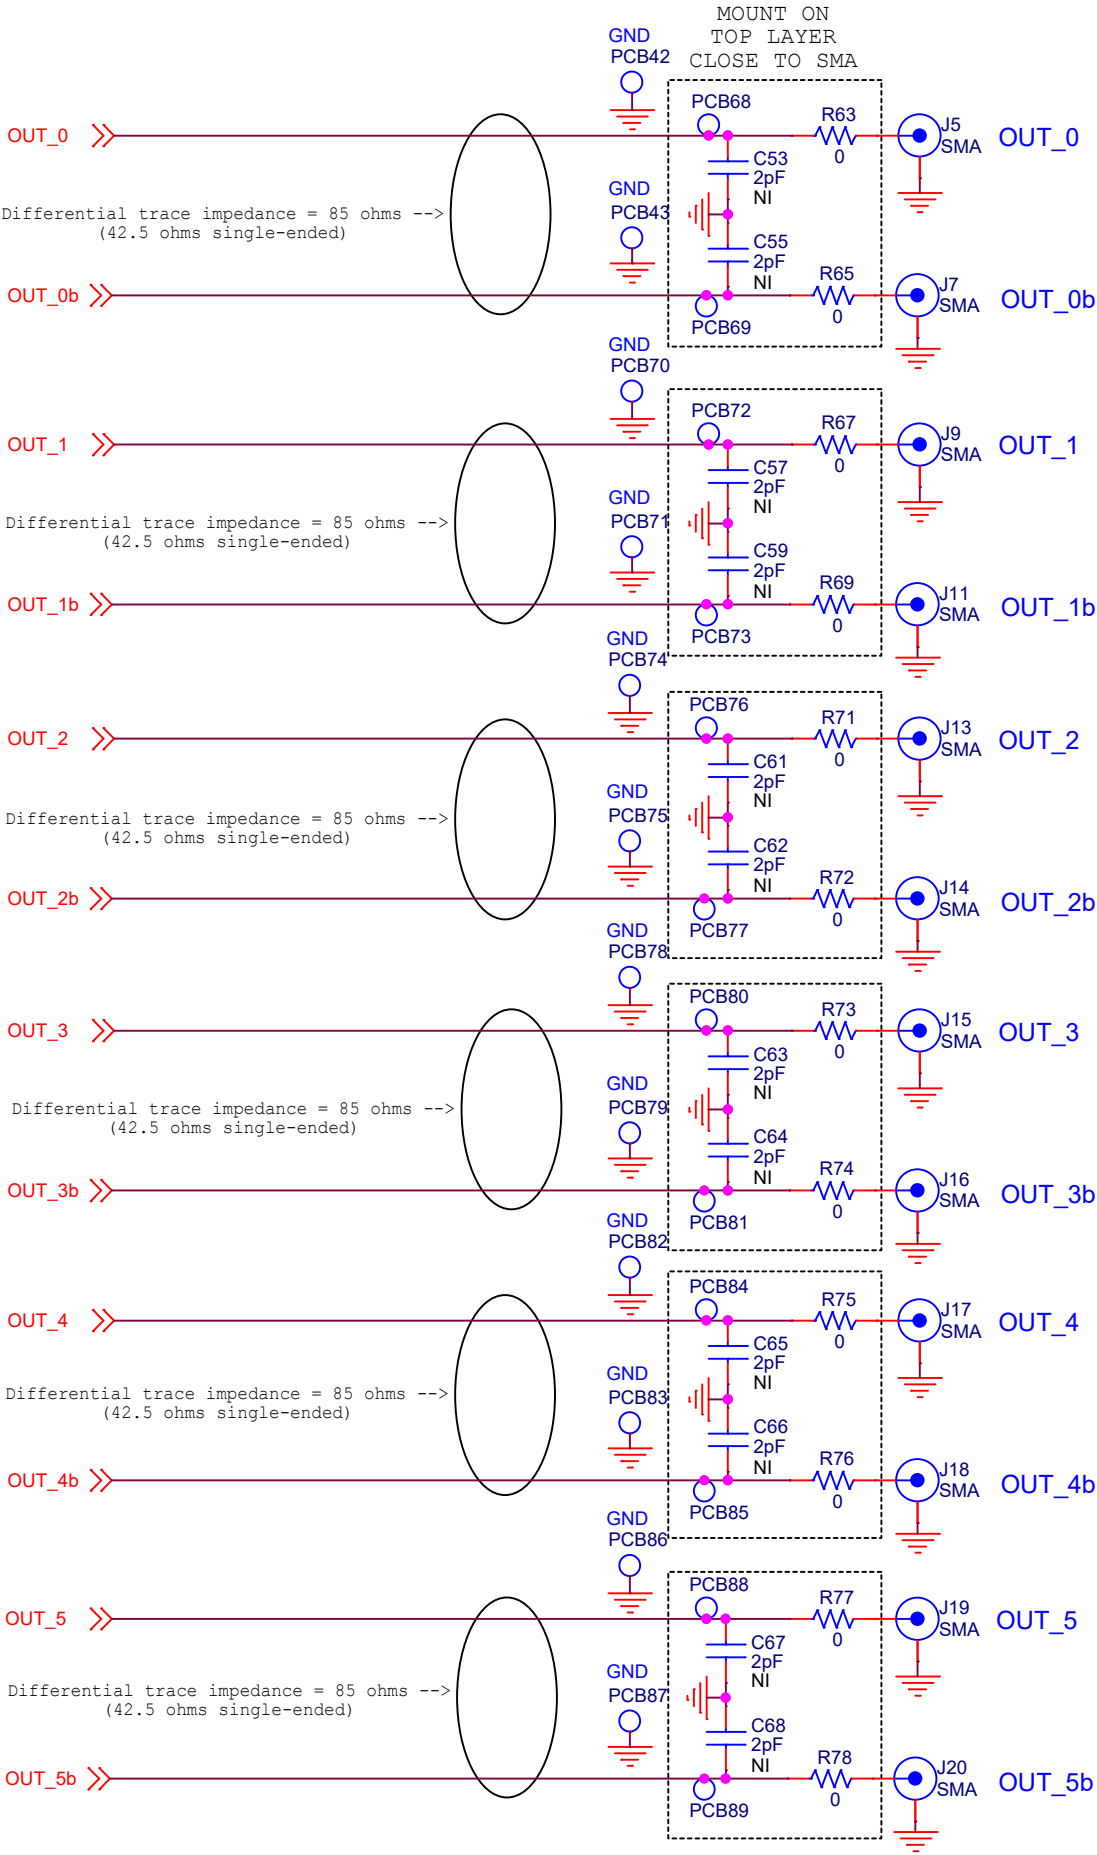 MOUNT ON
TOP LAYER
CLOSE TO SMA
GND
PCB42
PCB68
R63
0
J5
SMA
OUT_0
OUT_0
C53
2pF
NI
GND
PCB43
Differential trace impedance = 85 ohms -->
(42.5 ohms single-ended)
C55
2pF
NI
R65
0
J7
SMA
OUT_0b
OUT_0b
PCB69
GND
PCB70
PCB72
R67
0
J9
SMA
OUT_1
OUT_1
C57
2pF
NI
GND
PCB71
Differential trace impedance = 85 ohms -->
(42.5 ohms single-ended)
C59
2pF
NI
R69
0
J11
SMA
OUT_1b
OUT_1b
PCB73
GND
PCB74
PCB76
R71
0
J13
SMA
OUT_2
OUT_2
C61
2pF
NI
GND
PCB75
Differential trace impedance = 85 ohms -->
(42.5 ohms single-ended)
C62
2pF
NI
R72
0
J14
SMA
OUT_2b
OUT_2b
PCB77
GND
PCB78
PCB80
R73
0
J15
SMA
OUT_3
OUT_3
C63
2pF
NI
GND
PCB79
Differential trace impedance = 85 ohms -->
(42.5 ohms single-ended)
C64
2pF
NI
R74
0
J16
SMA
OUT_3b
OUT_3b
PCB81
GND
PCB82
PCB84
R75
0
J17
SMA
OUT_4
OUT_4
C65
2pF
NI
GND
PCB83
Differential trace impedance = 85 ohms -->
(42.5 ohms single-ended)
C66
2pF
NI
R76
0
J18
SMA
OUT_4b
OUT_4b
PCB85
GND
PCB86
PCB88
R77
0
J19
SMA
OUT_5
OUT_5
C67
2pF
NI
GND
PCB87
Differential trace impedance = 85 ohms -->
(42.5 ohms single-ended)
C68
2pF
NI
R78
0
J20
SMA
OUT_5b
OUT_5b
PCB89